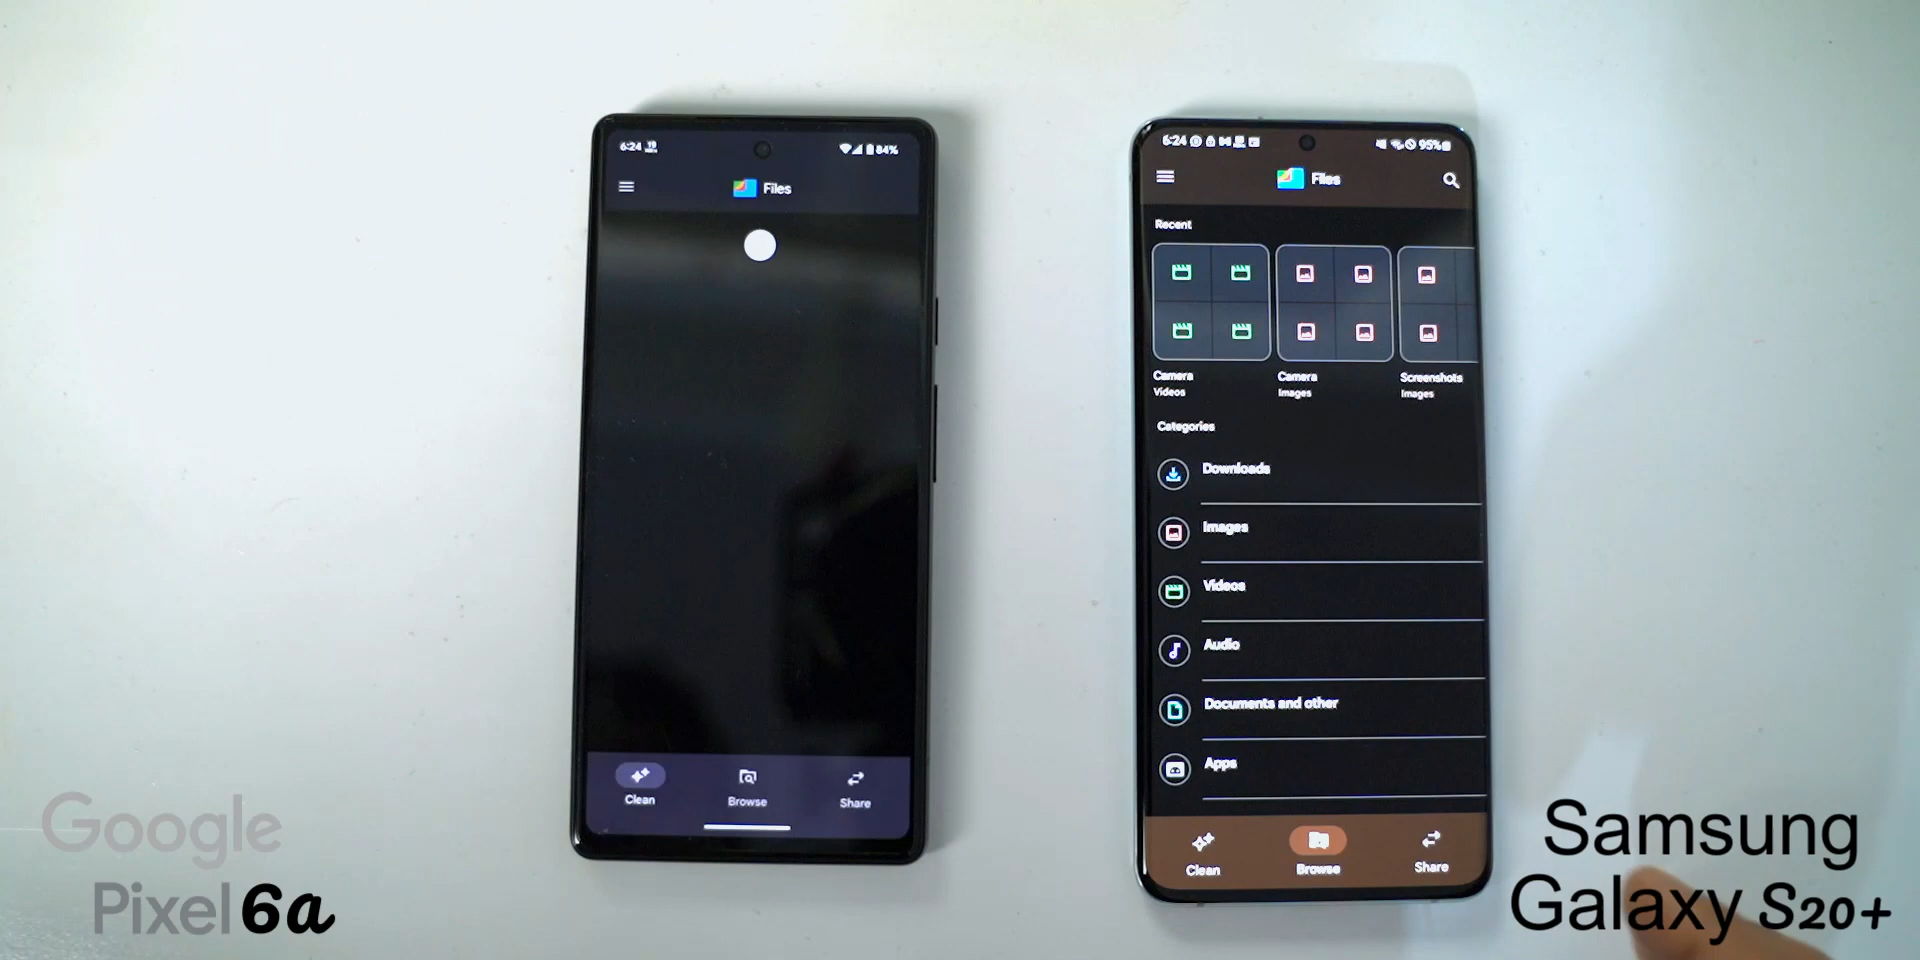 6:24
84%
Files
Clean
Browse
Share
6:24
95%
Files
Recent
Camera
Videos
Camera
Images
Screenshots
Images
Categories
Downloads
Images
Videos
Audio
Documents and other
Apps
Clean
Browse
Share
Google
Pixel 6a
Samsung
Galaxy S20+